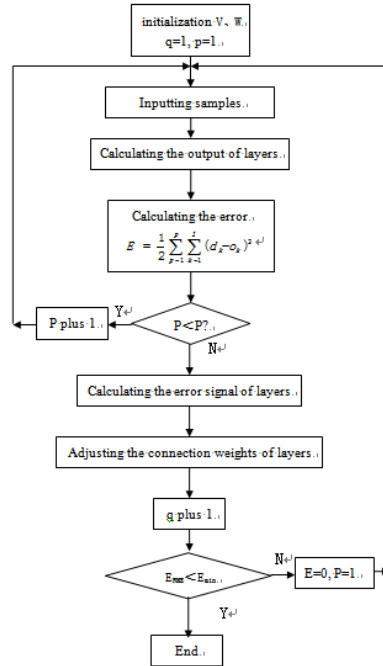 initialization V、W.
q=1, p=1.
Inputting samples.
Calculating the output of layers.
Calculating the error.
E = 1/2 ∑_{p=1}^{p} ∑_{k=1}^{l} (d_k-o_k)²
Y
P plus 1.
P<P?
N
Calculating the error signal of layers.
Adjusting the connection weights of layers.
q plus 1.
N
E_RME<E_min.
E=0, P=1.
Y
End.